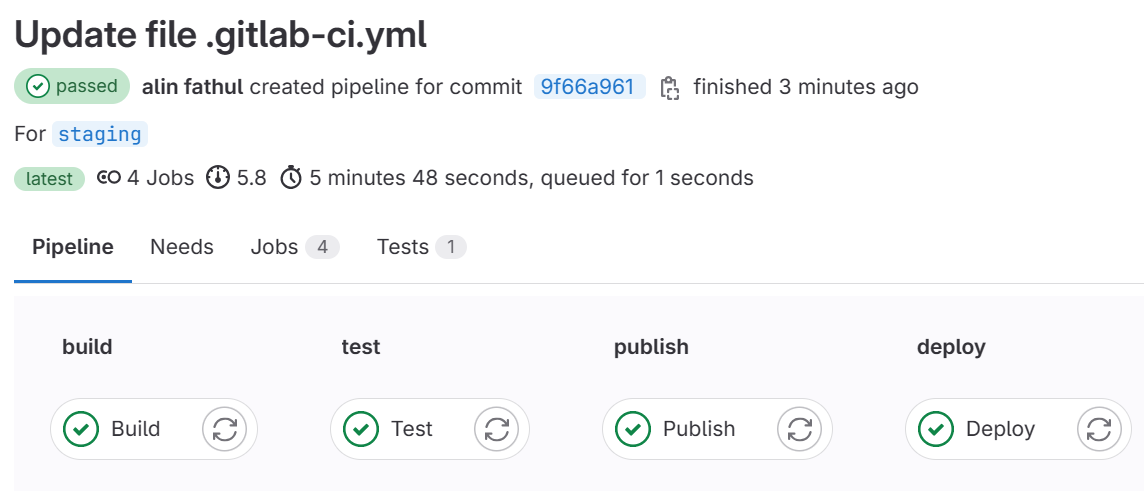 Update file .gitlab-ci.yml
passed alin fathul created pipeline for commit 9f66a961 finished 3 minutes ago
For staging
latest 4 Jobs 5.8 5 minutes 48 seconds, queued for 1 seconds
Pipeline Needs Jobs 4 Tests 1
build test publish deploy
Build Test Publish Deploy